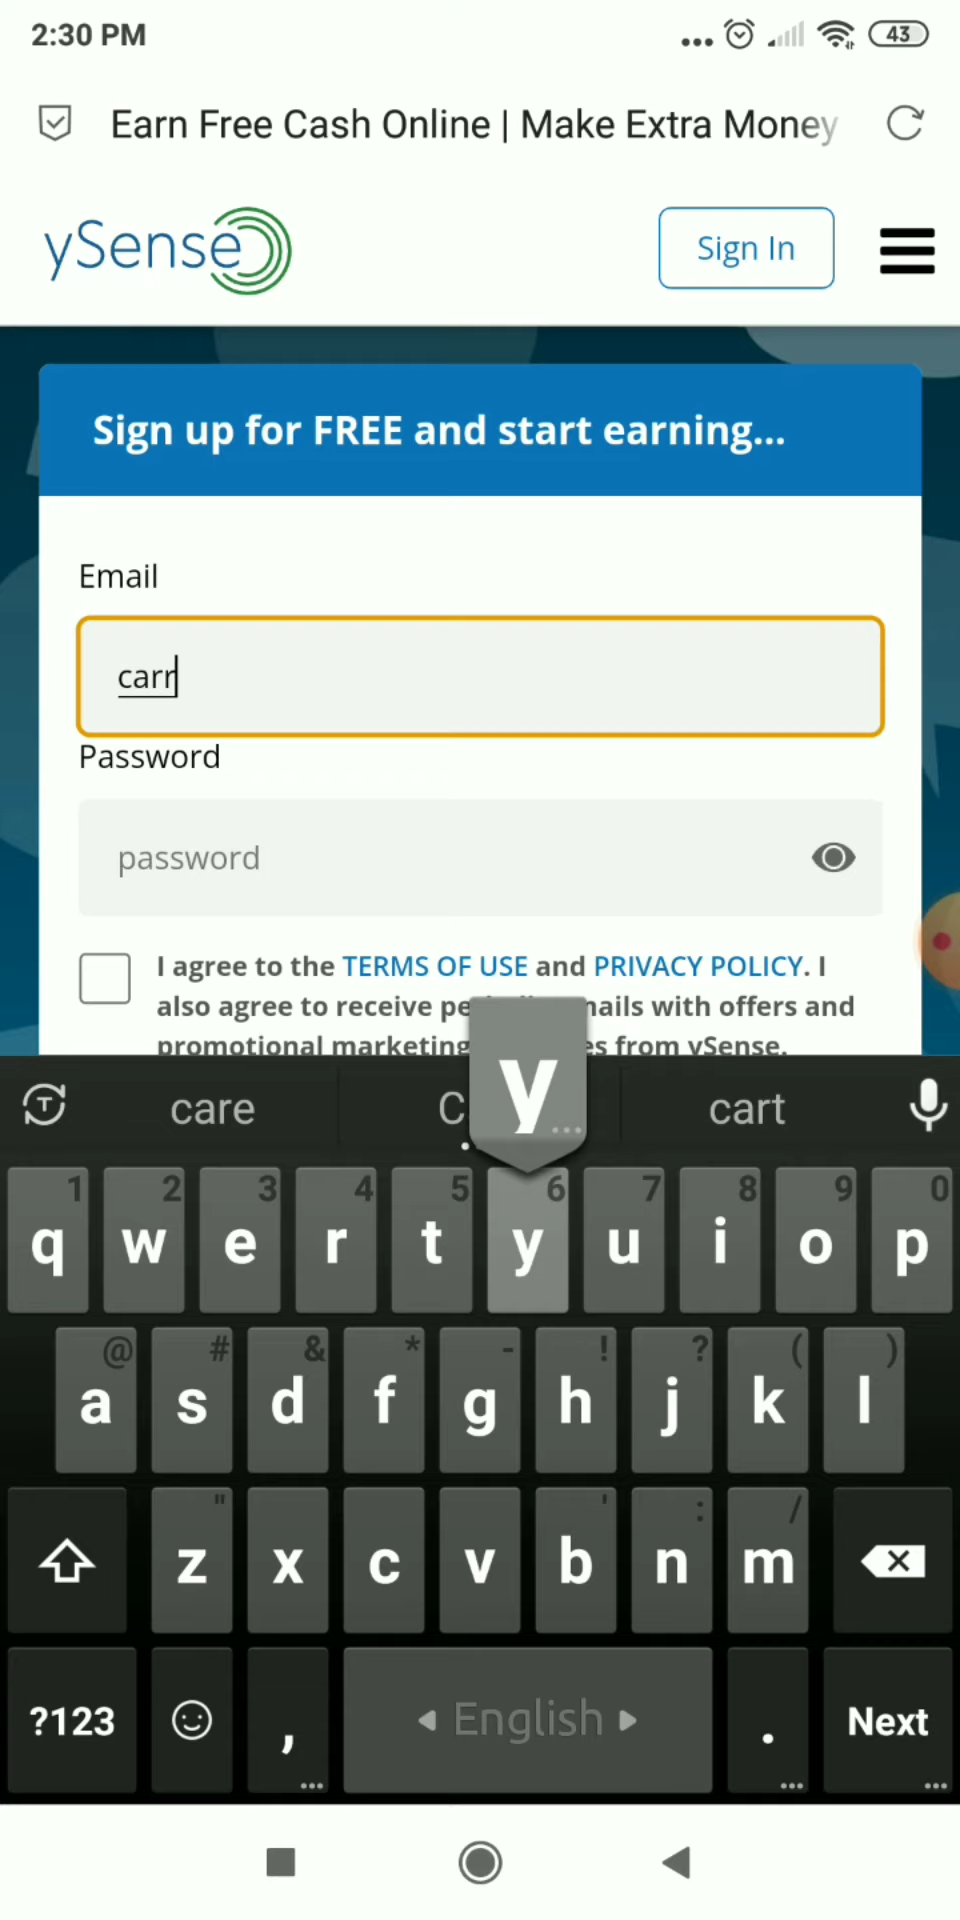 2:30 PM
43
Earn Free Cash Online | Make Extra Money
ySense
Sign In
Sign up for FREE and start earning...
Email
carr
Password
password
I agree to the TERMS OF USE and PRIVACY POLICY. I
also agree to receive pe ails with offers and
promotional marketing es from ySense.
care C cart
y
1 2 3 4 5 6 7 8 9 0
q w e r t y u i o p
@ # & * - ! ? ( )
a s d f g h j k l
" ' : /
z x c v b n m
?123 , English . Next